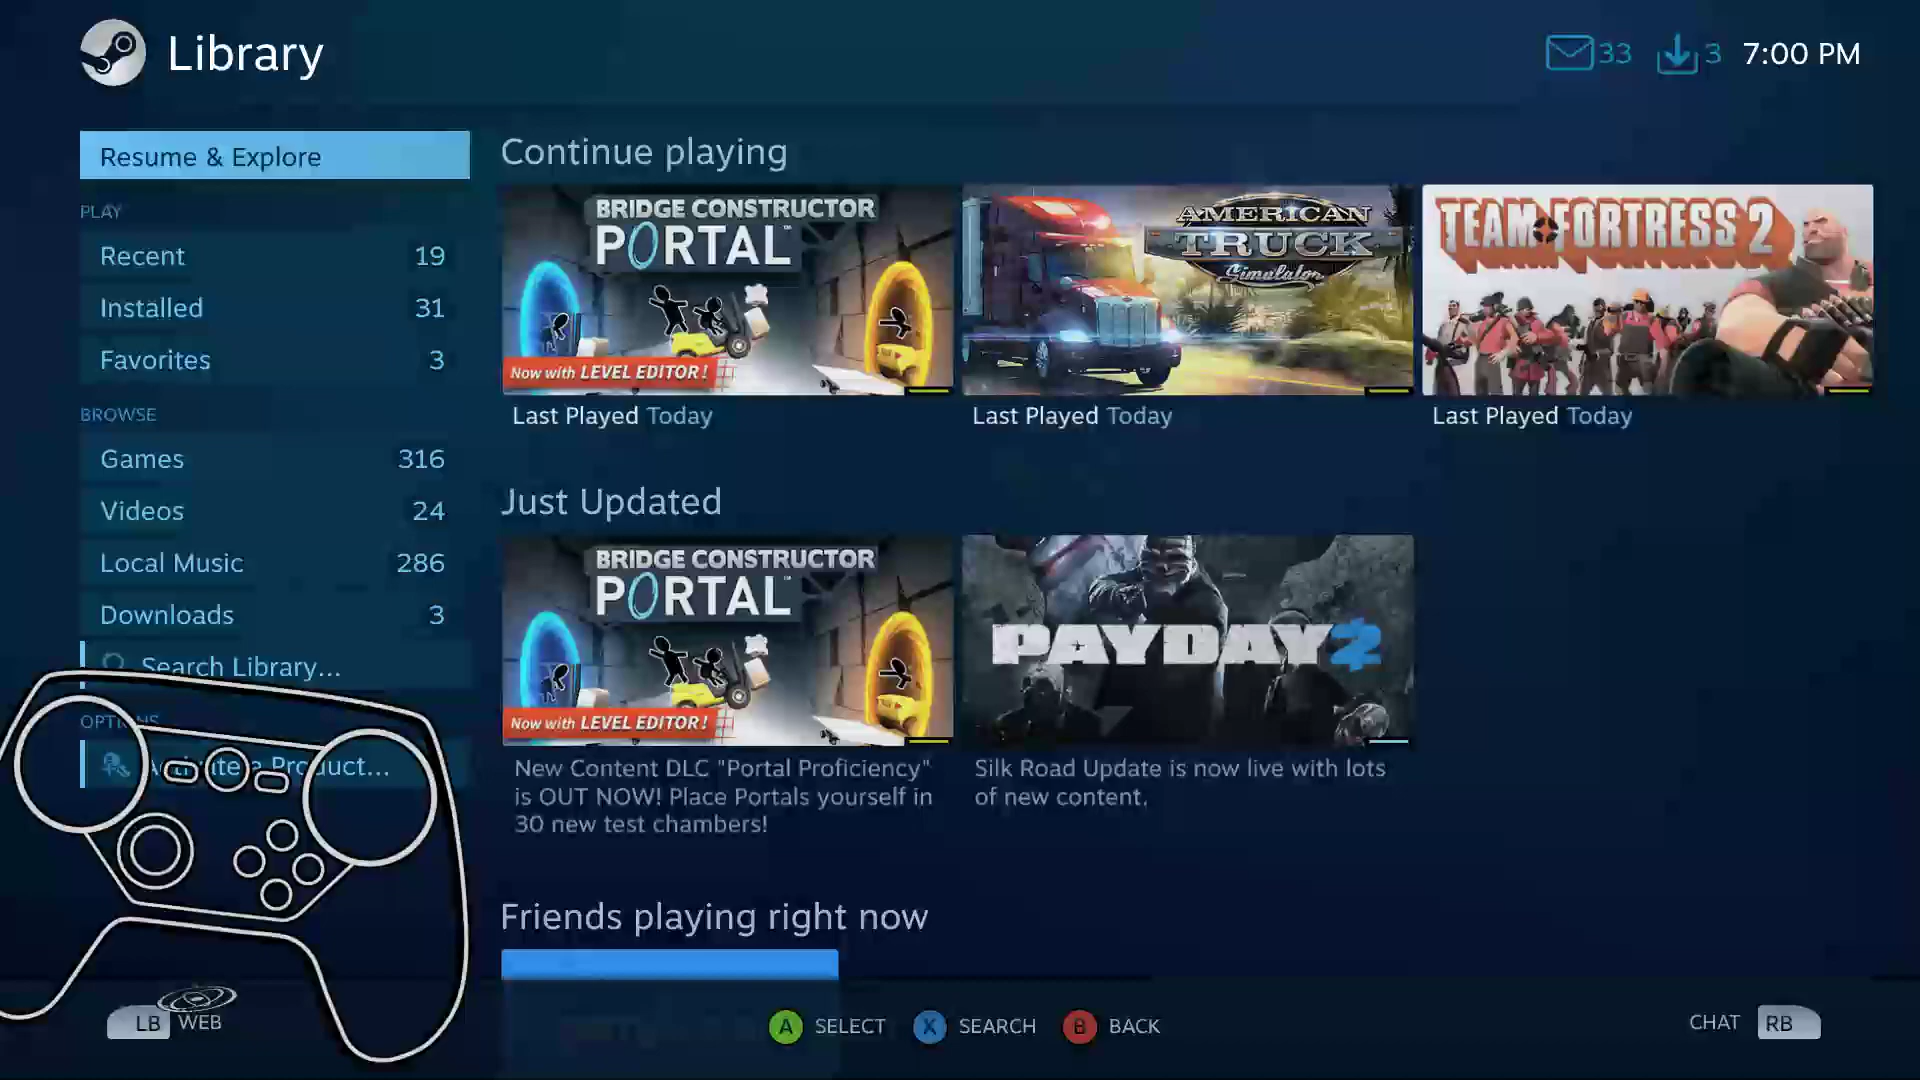 Library
33
3
7:00 PM
Resume & Explore
PLAY
Recent 19
Installed 31
Favorites 3
BROWSE
Games 316
Videos 24
Local Music 286
Downloads 3
Search Library...
OPTIONS
Activate a Product...
Continue playing
BRIDGE CONSTRUCTOR
PORTAL™
Now with LEVEL EDITOR!
Last Played Today
AMERICAN
TRUCK
Simulator
Last Played Today
TEAM FORTRESS 2
Last Played Today
Just Updated
BRIDGE CONSTRUCTOR
PORTAL™
Now with LEVEL EDITOR!
New Content DLC "Portal Proficiency"
is OUT NOW! Place Portals yourself in
30 new test chambers!
PAYDAY 2
Silk Road Update is now live with lots
of new content.
Friends playing right now
LB WEB
A SELECT
X SEARCH
B BACK
CHAT RB